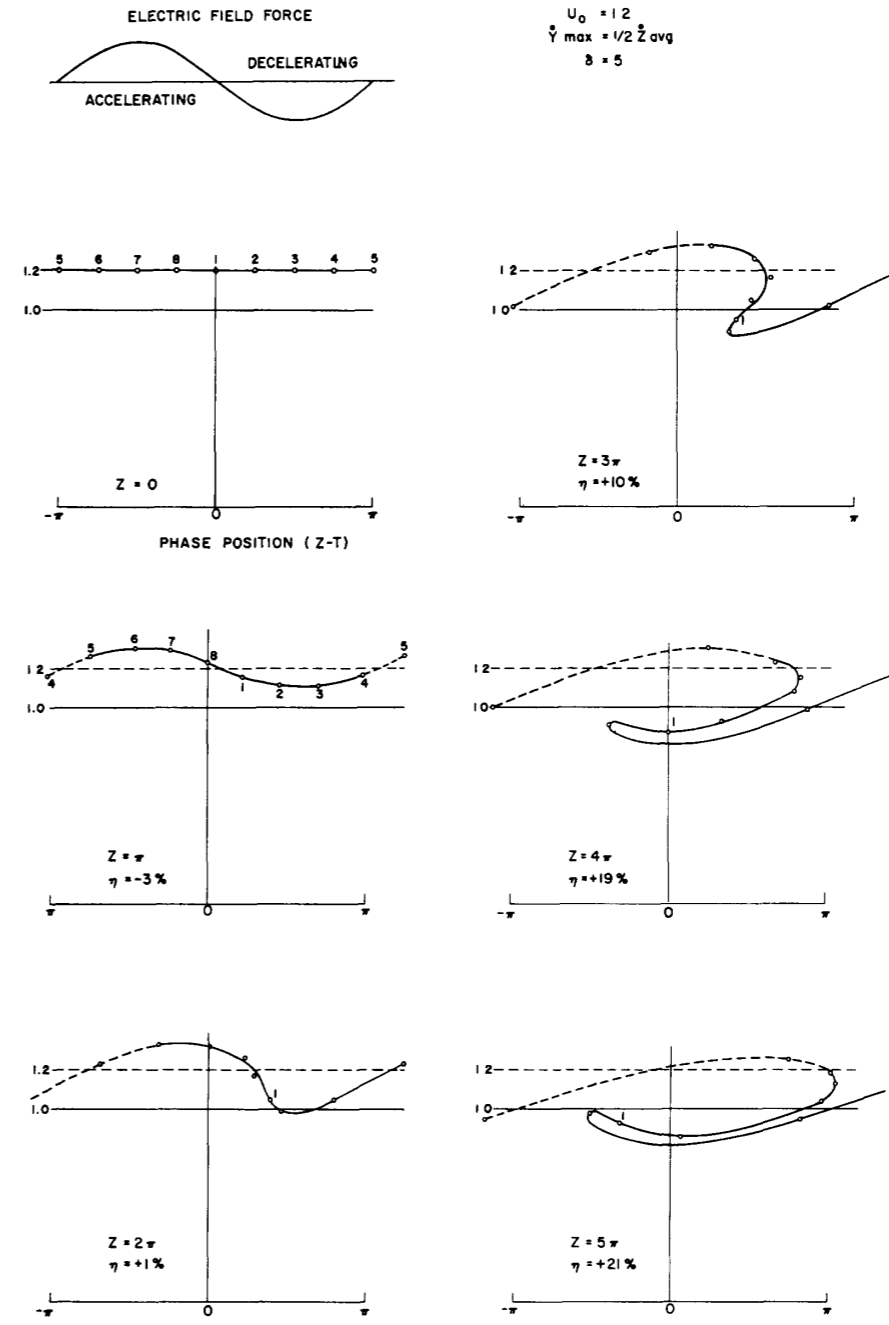 ELECTRIC FIELD FORCE
DECELERATING
ACCELERATING
U₀ = 1 2
Ẏ max = 1/2 Ż avg
δ = 5
5 6 7 8 1 2 3 4 5
1.2
1.0
Z = 0
-π 0 π
PHASE POSITION (Z-T)
1 2
1 0
1
Z = 3π
η = +10 %
-π 0 π
5 6 7 8 5
1.2
4 1 2 3 4
1.0
Z = π
η = -3 %
-π 0 π
1 2
1 0
1
Z = 4π
η = +19 %
-π 0 π
1.2
1
1.0
Z = 2π
η = +1 %
-π 0 π
1 2
1 0
1
Z = 5π
η = +21 %
-π 0 π